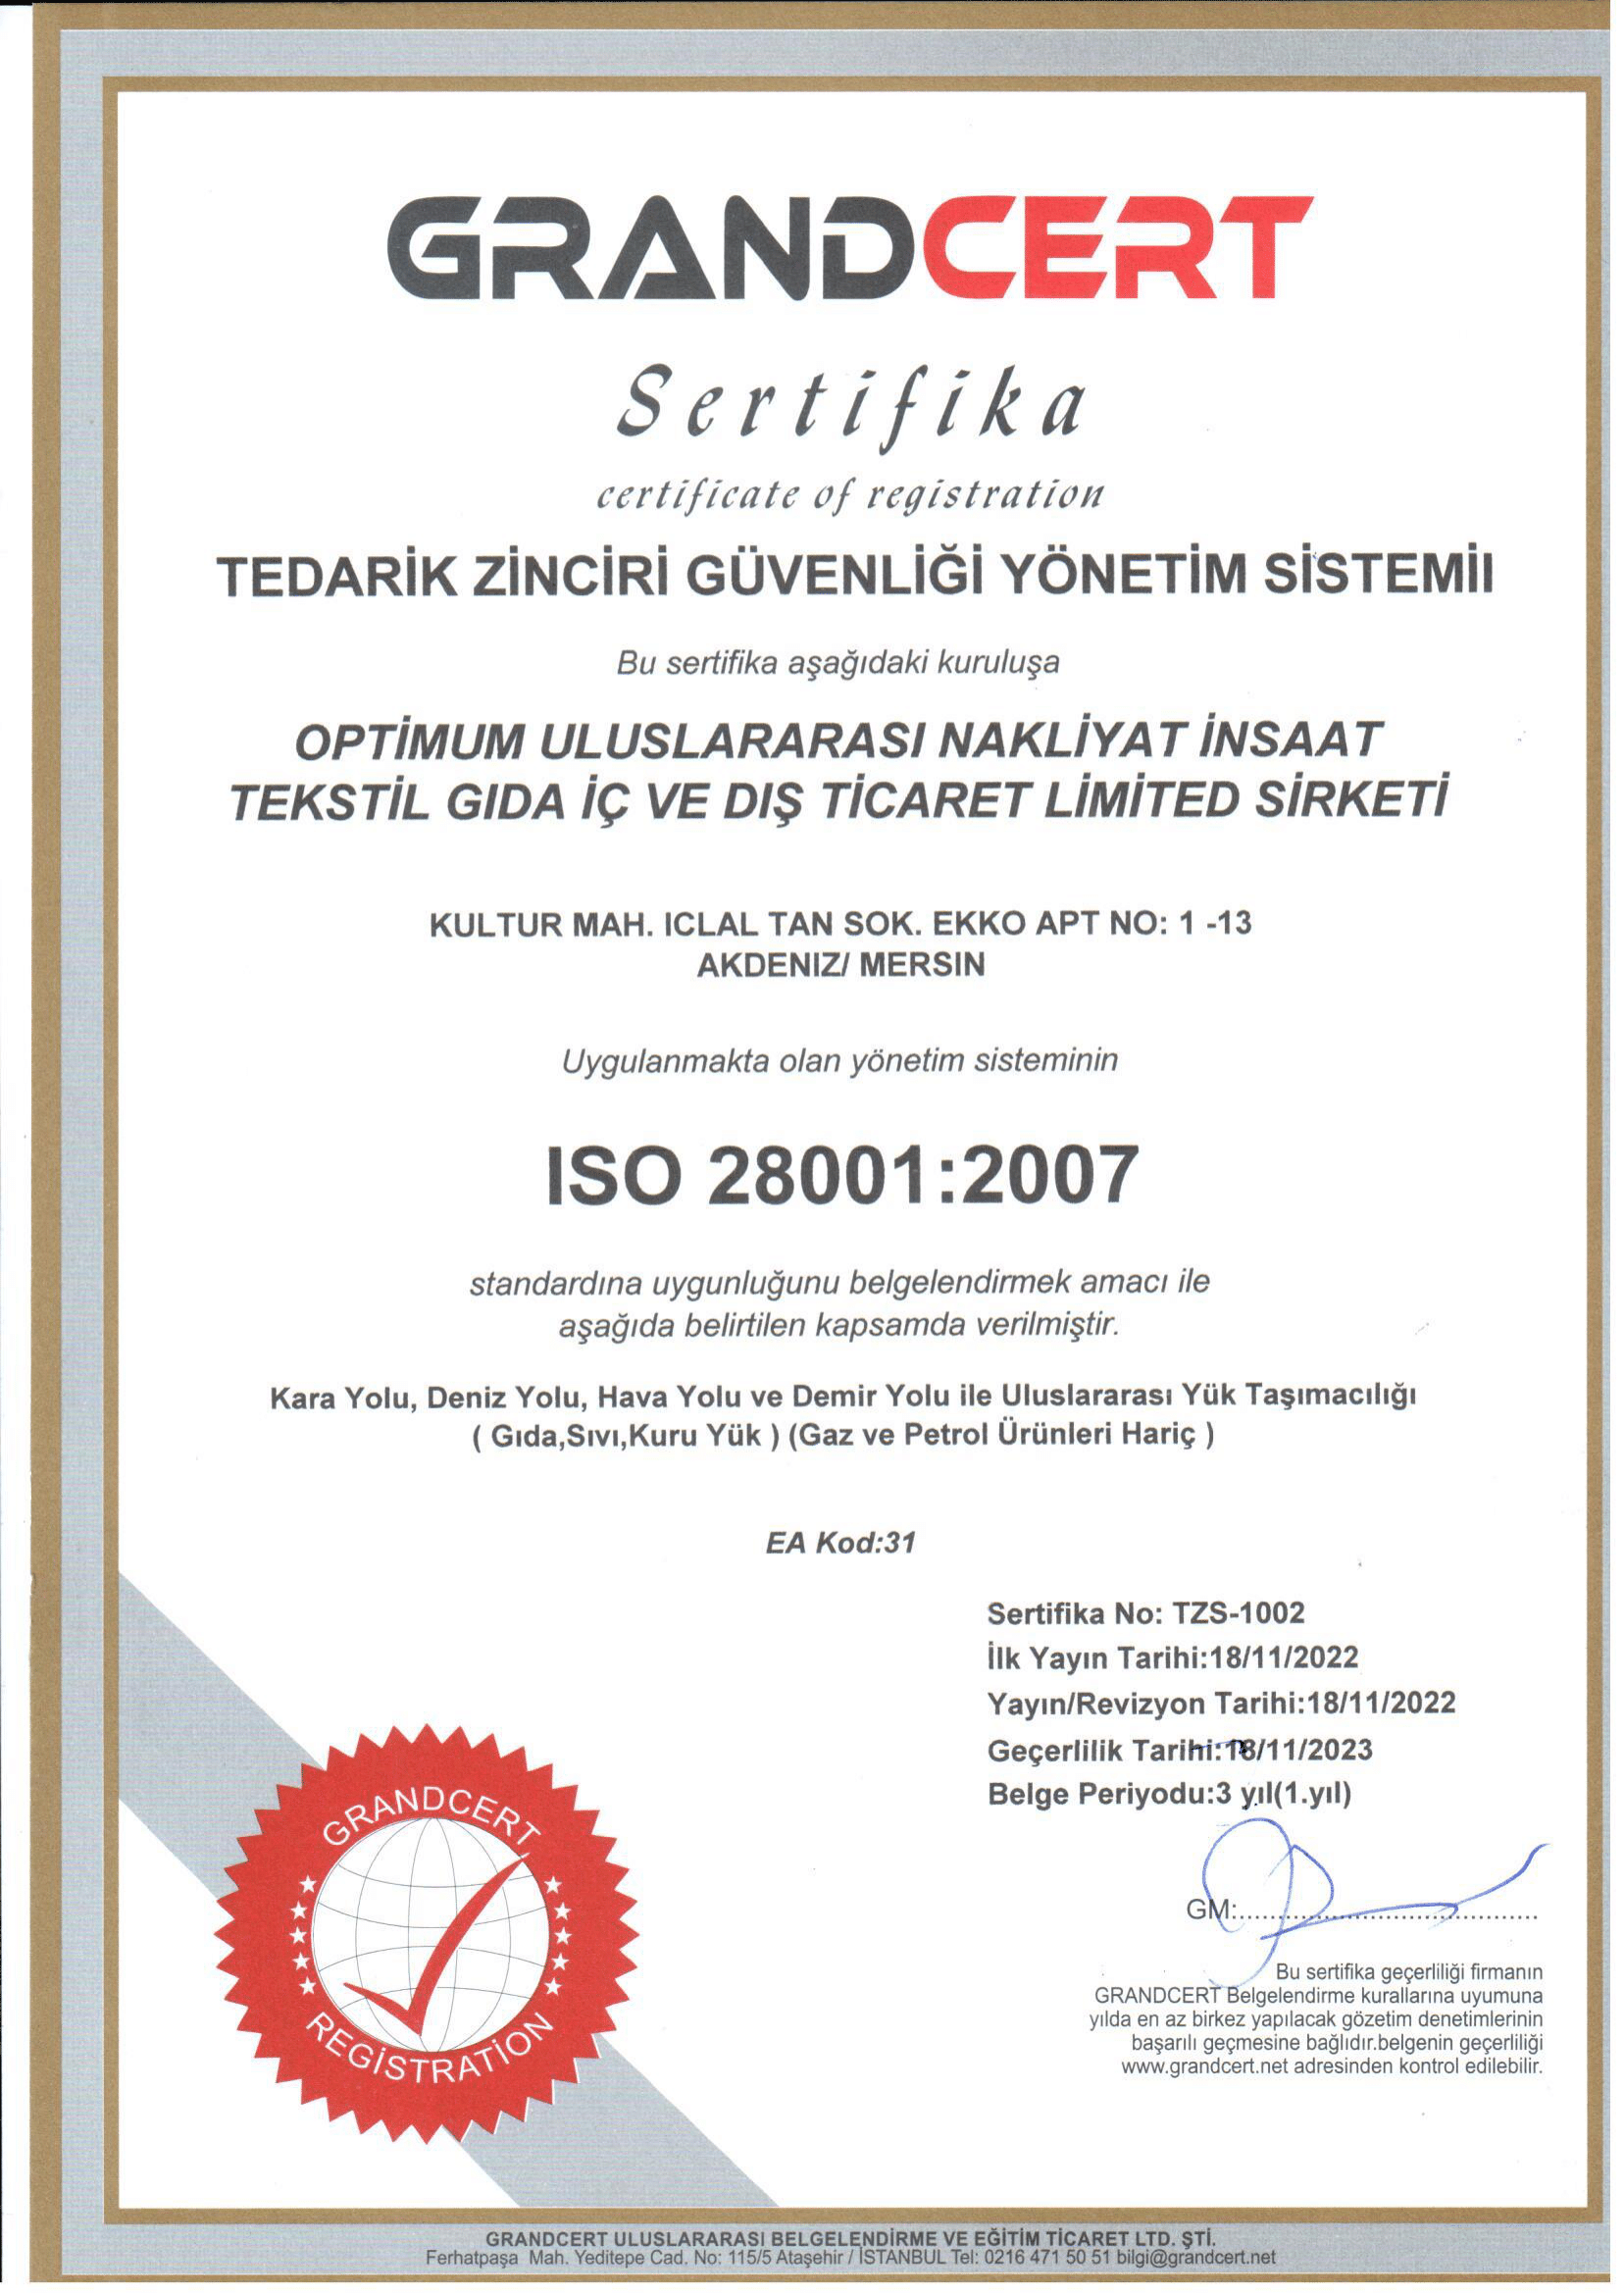 GRANDCERT
Sertifika
certificate of registration
TEDARİK ZİNCİRİ GÜVENLİĞİ YÖNETİM SİSTEMİI
Bu sertifika aşağıdaki kuruluşa
OPTİMUM ULUSLARARASI NAKLİYAT İNSAAT
TEKSTİL GIDA İÇ VE DIŞ TİCARET LİMİTED SİRKETİ
KULTUR MAH. ICLAL TAN SOK. EKKO APT NO: 1 -13
AKDENIZ/ MERSIN
Uygulanmakta olan yönetim sisteminin
ISO 28001:2007
standardına uygunluğunu belgelendirmek amacı ile
aşağıda belirtilen kapsamda verilmiştir.
Kara Yolu, Deniz Yolu, Hava Yolu ve Demir Yolu ile Uluslararası Yük Taşımacılığı
( Gıda,Sıvı,Kuru Yük ) (Gaz ve Petrol Ürünleri Hariç )
EA Kod:31
Sertifika No: TZS-1002
İlk Yayın Tarihi:18/11/2022
Yayın/Revizyon Tarihi:18/11/2022
Geçerlilik Tarihi:18/11/2023
Belge Periyodu:3 yıl(1.yıl)
GM:..........................................
Bu sertifika geçerliliği firmanın
GRANDCERT Belgelendirme kurallarına uyumuna
yılda en az birkez yapılacak gözetim denetimlerinin
başarılı geçmesine bağlıdır.belgenin geçerliliği
www.grandcert.net adresinden kontrol edilebilir.
GRANDCERT
REGİSTRATİON
GRANDCERT ULUSLARARASI BELGELENDİRME VE EĞİTİM TİCARET LTD. ŞTİ.
Ferhatpaşa Mah. Yeditepe Cad. No: 115/5 Ataşehir / İSTANBUL Tel: 0216 471 50 51 bilgi@grandcert.net